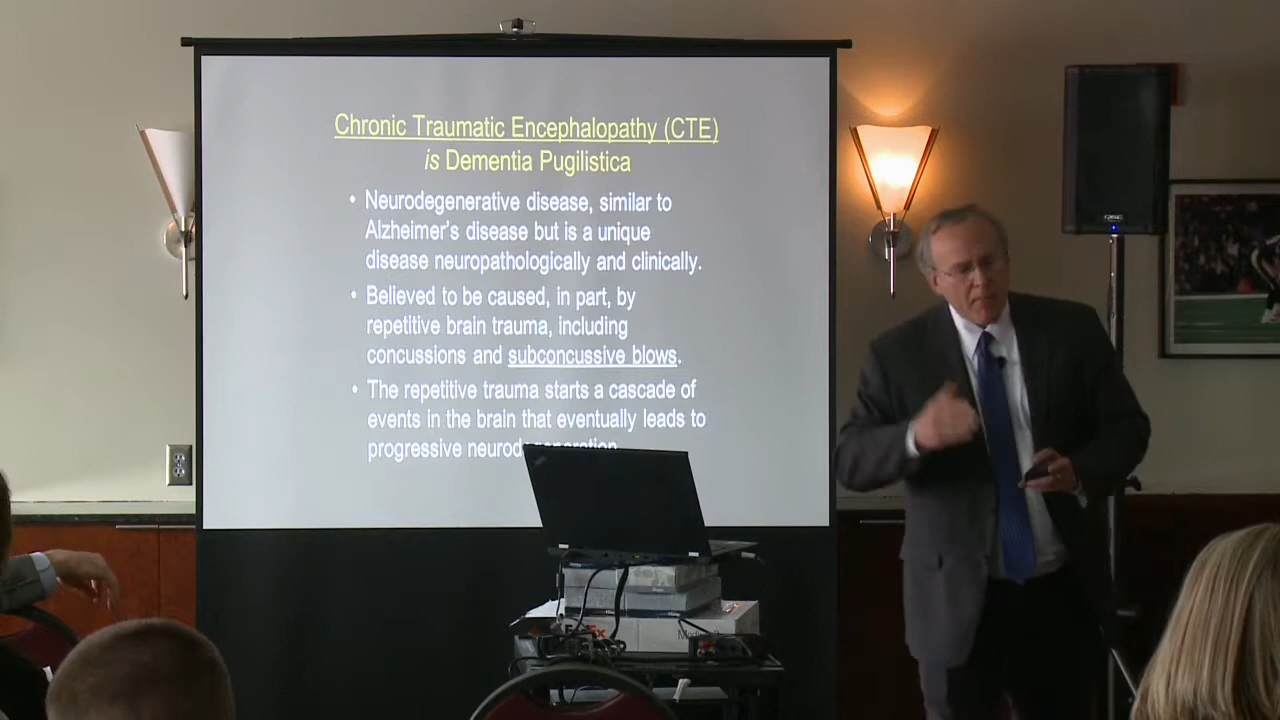 Chronic Traumatic Encephalopathy (CTE)
is Dementia Pugilistica
• Neurodegenerative disease, similar to
Alzheimer's disease but is a unique
disease neuropathologically and clinically.
• Believed to be caused, in part, by
repetitive brain trauma, including
concussions and subconcussive blows.
• The repetitive trauma starts a cascade of
events in the brain that eventually leads to
progressive
QSC